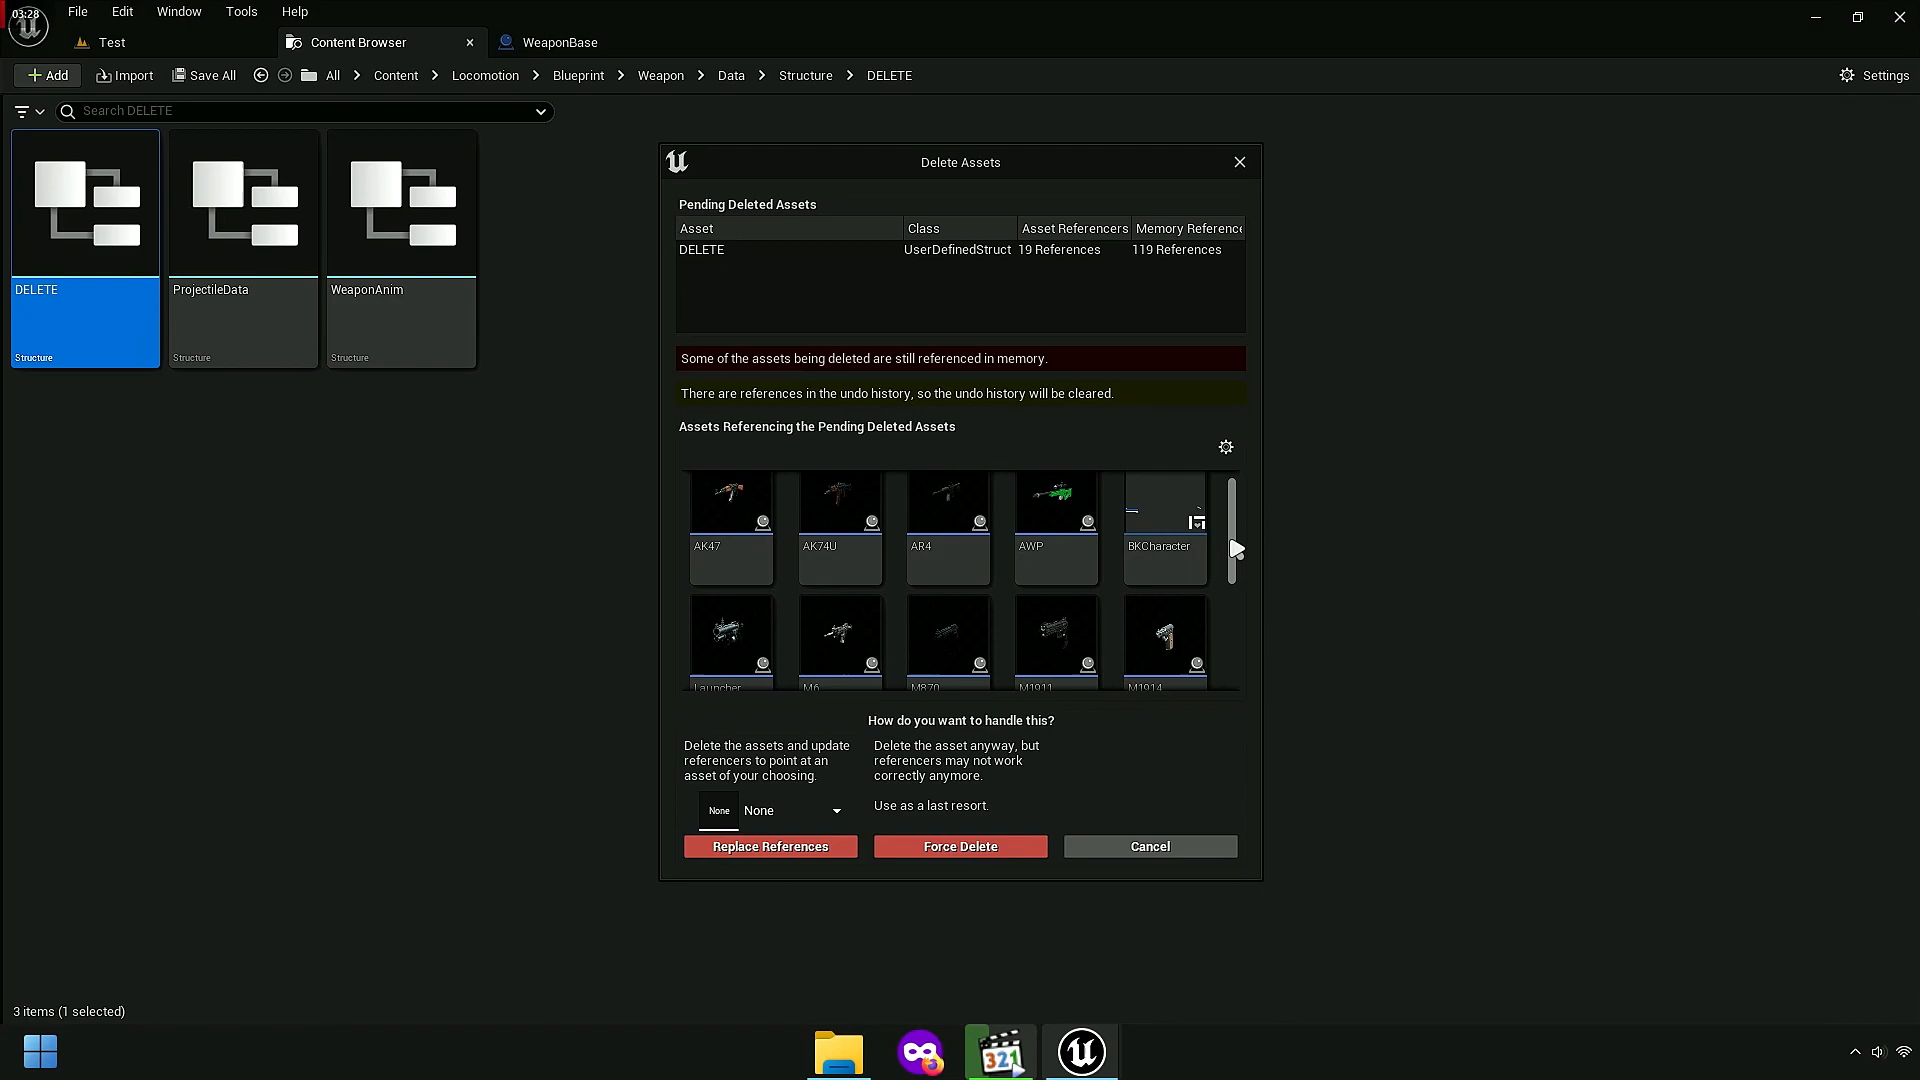 03:28
File Edit Window Tools Help
Test
Content Browser
WeaponBase
Add
Import
Save All
All
Content
Locomotion
Blueprint
Weapon
Data
Structure
DELETE
Settings
Search DELETE
DELETE
Structure
ProjectileData
Structure
WeaponAnim
Structure
Delete Assets
Pending Deleted Assets
Asset Class Asset Referencers Memory Reference
DELETE UserDefinedStruct 19 References 119 References
Some of the assets being deleted are still referenced in memory.
There are references in the undo history, so the undo history will be cleared.
Assets Referencing the Pending Deleted Assets
AK47
AK74U
AR4
AWP
BKCharacter
Launcher
M6
M870
M1911
M1914
How do you want to handle this?
Delete the assets and update
referencers to point at an
asset of your choosing.
None
None
Replace References
Delete the asset anyway, but
referencers may not work
correctly anymore.
Use as a last resort.
Force Delete
Cancel
3 items (1 selected)
321